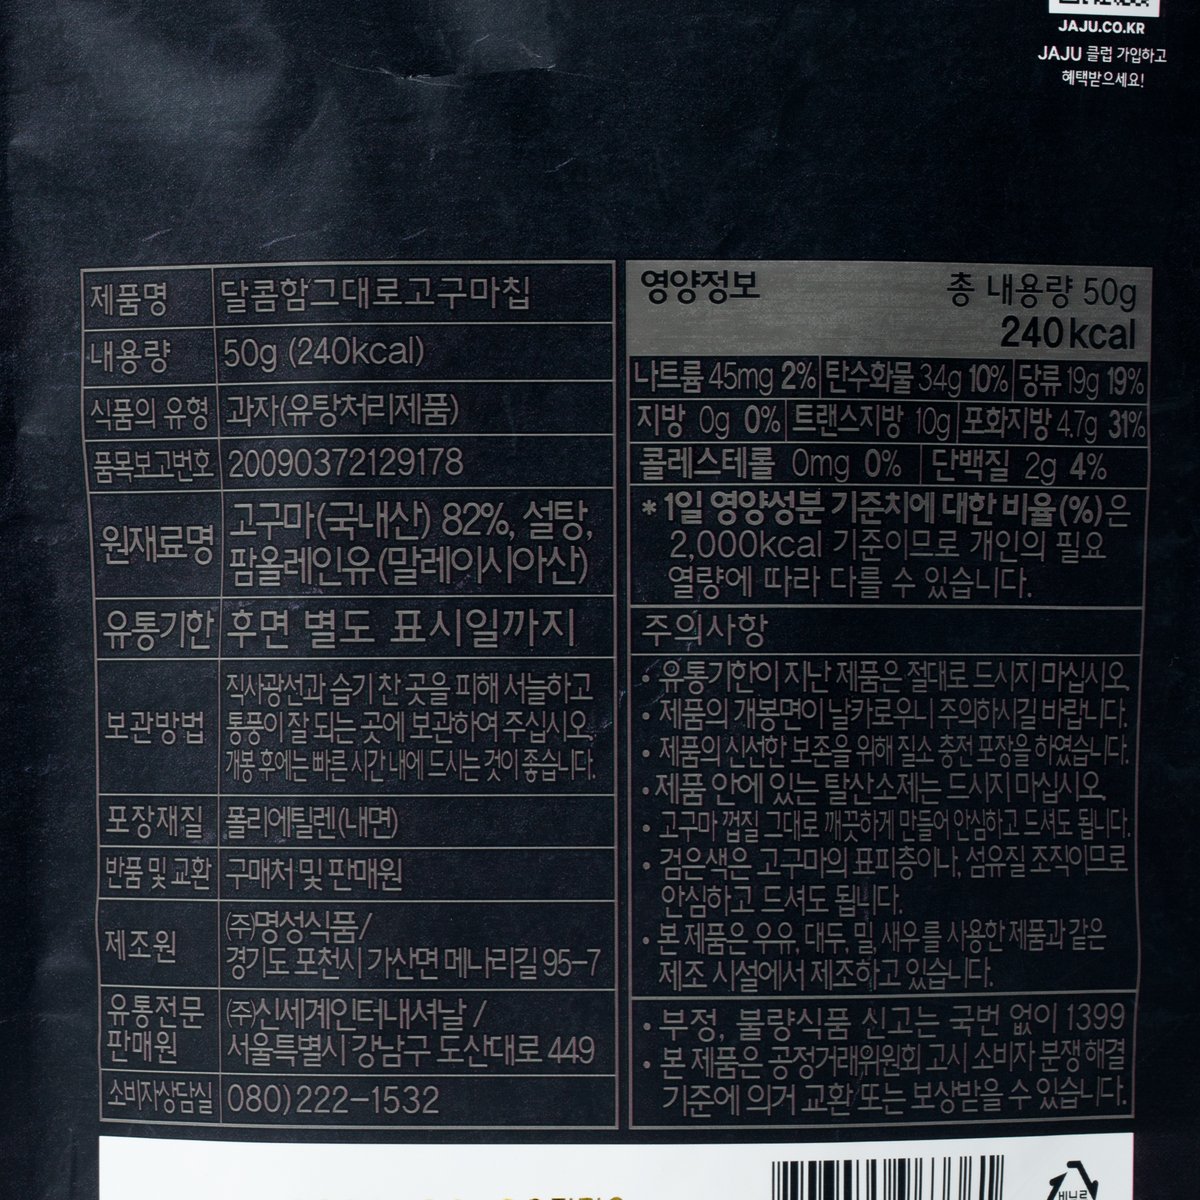 JAJU.CO.KR
JAJU 클럽 가입하고
혜택받으세요!
제품명 달콤함그대로고구마칩
내용량 50g (240kcal)
식품의 유형 과자(유탕처리제품)
품목보고번호 20090372129178
원재료명 고구마(국내산) 82%, 설탕,
팜올레인유(말레이시아산)
유통기한 후면 별도 표시일까지
보관방법 직사광선과 습기 찬 곳을 피해 서늘하고
통풍이 잘 되는 곳에 보관하여 주십시오.
개봉 후에는 빠른 시간 내에 드시는 것이 좋습니다.
포장재질 폴리에틸렌(내면)
반품 및 교환 구매처 및 판매원
제조원 (주)명성식품/
경기도 포천시 가산면 메나리길 95-7
유통전문
판매원 (주)신세계인터내셔날 /
서울특별시 강남구 도산대로 449
소비자상담실 080)222-1532
영양정보 총 내용량 50g
240kcal
나트륨 45mg 2% 탄수화물 34g 10% 당류 19g 19%
지방 0g 0% 트랜스지방 10g 포화지방 4.7g 31%
콜레스테롤 0mg 0% 단백질 2g 4%
* 1일 영양성분 기준치에 대한 비율(%)은
2,000kcal 기준이므로 개인의 필요
열량에 따라 다를 수 있습니다.
주의사항
• 유통기한이 지난 제품은 절대로 드시지 마십시오.
• 제품의 개봉면이 날카로우니 주의하시길 바랍니다.
• 제품의 신선한 보존을 위해 질소 충전 포장을 하였습니다.
• 제품 안에 있는 탈산소제는 드시지 마십시오.
• 고구마 껍질 그대로 깨끗하게 만들어 안심하고 드셔도 됩니다.
• 검은색은 고구마의 표피층이나, 섬유질 조직이므로
안심하고 드셔도 됩니다.
• 본 제품은 우유, 대두, 밀, 새우를 사용한 제품과 같은
제조 시설에서 제조하고 있습니다.
• 부정, 불량식품 신고는 국번 없이 1399
• 본 제품은 공정거래위원회 고시 소비자 분쟁 해결
기준에 의거 교환 또는 보상받을 수 있습니다.